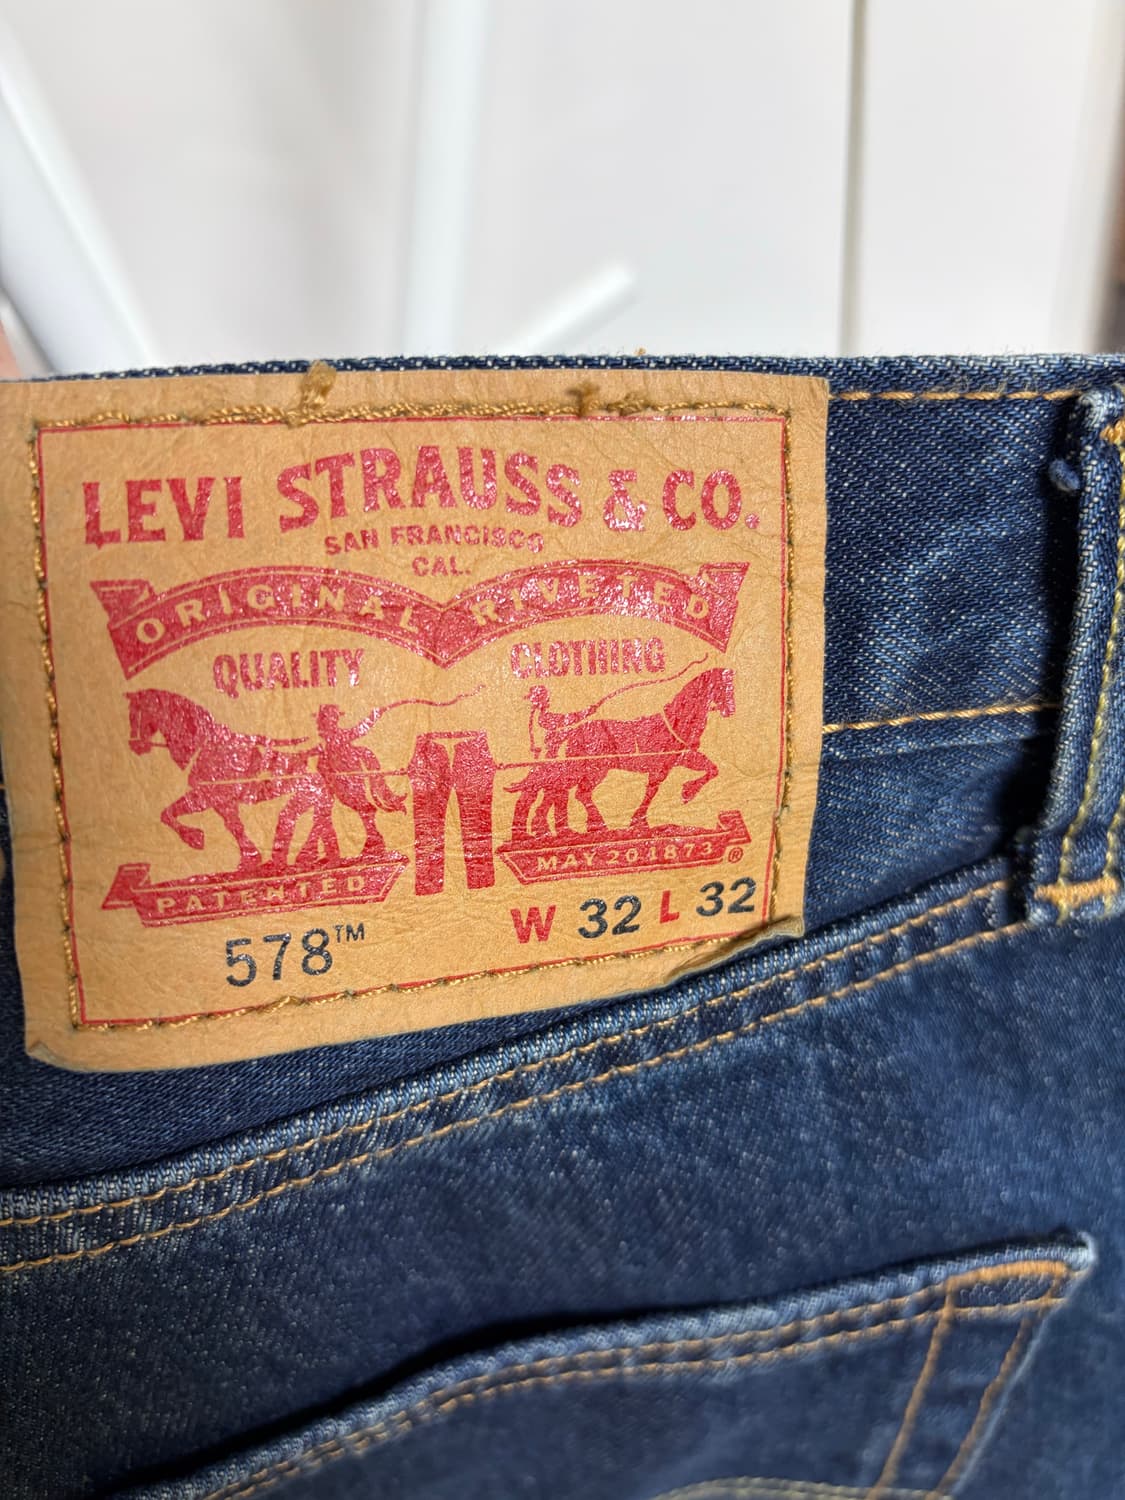 LEVI STRAUSS & CO.
SAN FRANCISCO
CAL.
ORIGINAL RIVETED
QUALITY CLOTHING
PATENTED MAY 20 1873 ®
578™ W 32 L 32